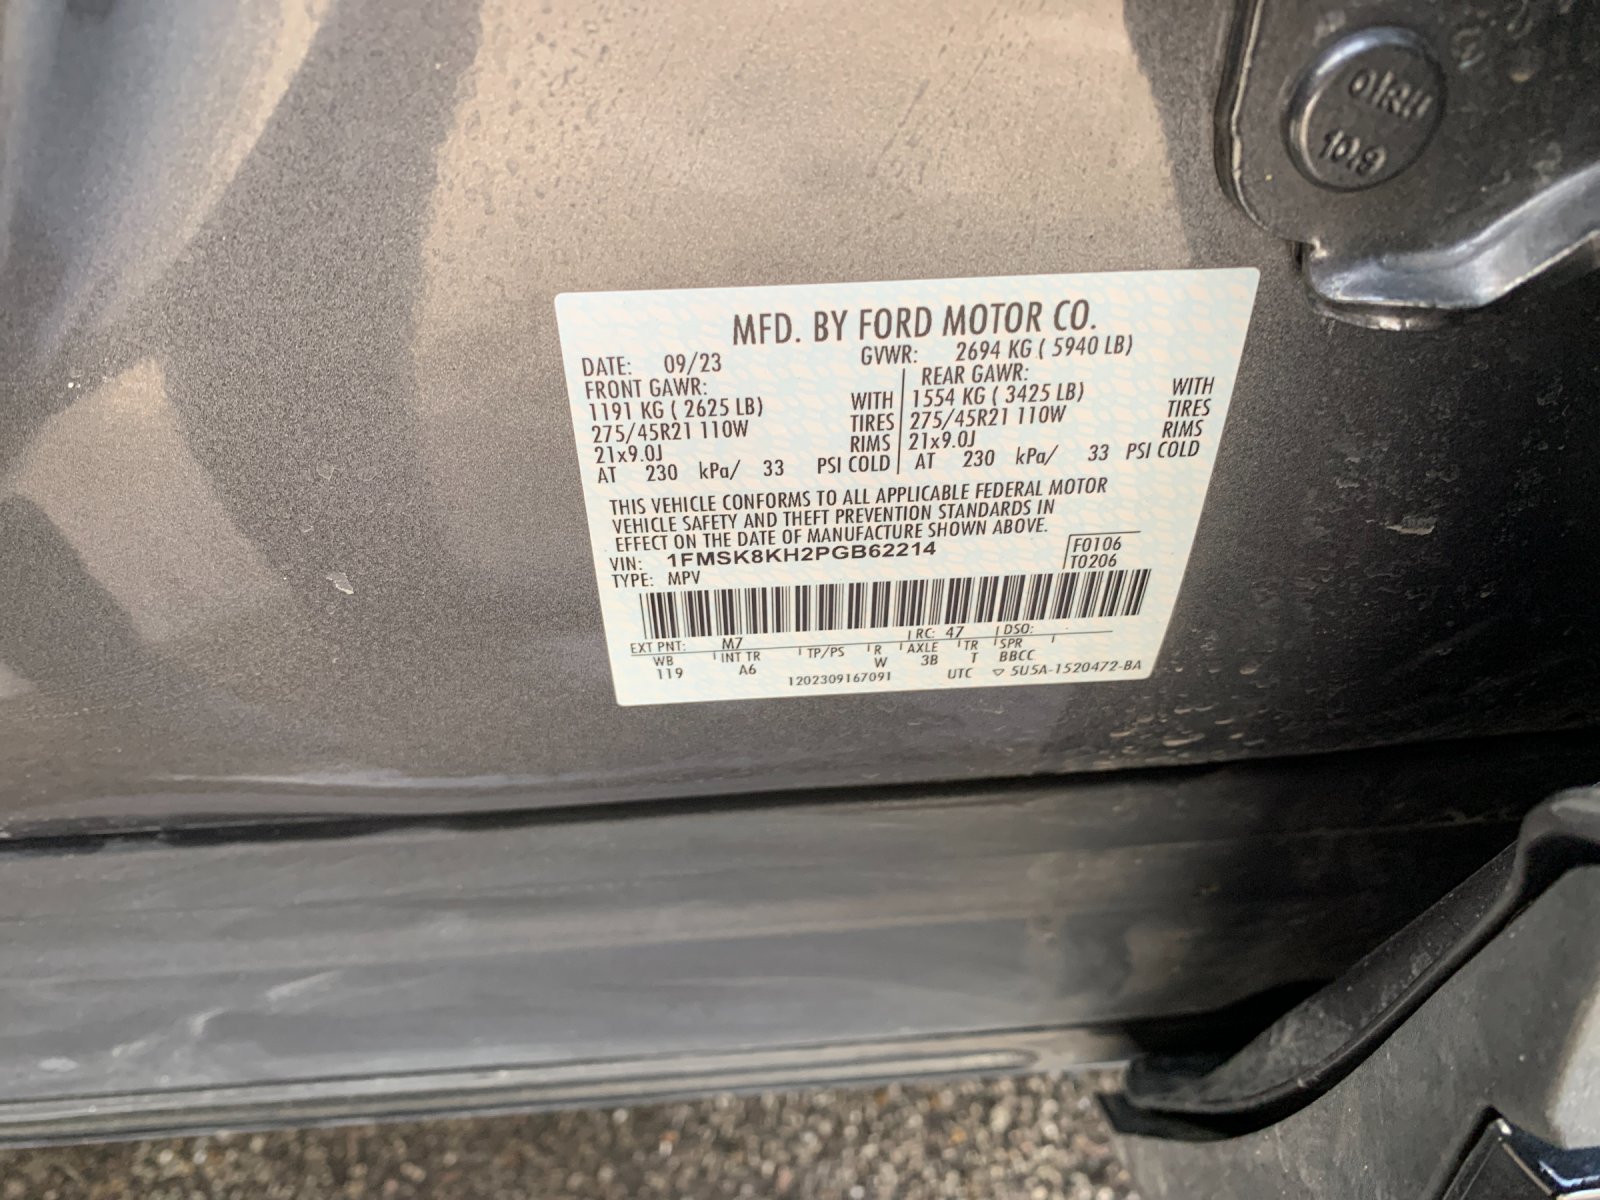 OIRU
10.9
MFD. BY FORD MOTOR CO.
DATE: 09/23 GVWR: 2694 KG ( 5940 LB)
FRONT GAWR: REAR GAWR:
1191 KG ( 2625 LB) WITH 1554 KG ( 3425 LB) WITH
275/45R21 110W TIRES 275/45R21 110W TIRES
21x9.0J RIMS 21x9.0J RIMS
AT 230 kPa/ 33 PSI COLD AT 230 kPa/ 33 PSI COLD
THIS VEHICLE CONFORMS TO ALL APPLICABLE FEDERAL MOTOR
VEHICLE SAFETY AND THEFT PREVENTION STANDARDS IN
EFFECT ON THE DATE OF MANUFACTURE SHOWN ABOVE.
VIN: 1FMSK8KH2PGB62214 F0106
TYPE: MPV T0206
EXT PNT: M7 RC: 47 DSO:
WB INT TR TP/PS R AXLE TR SPR
119 A6 W 3B T BBCC
1202309167091 UTC ▽ 5U5A-1520472-BA